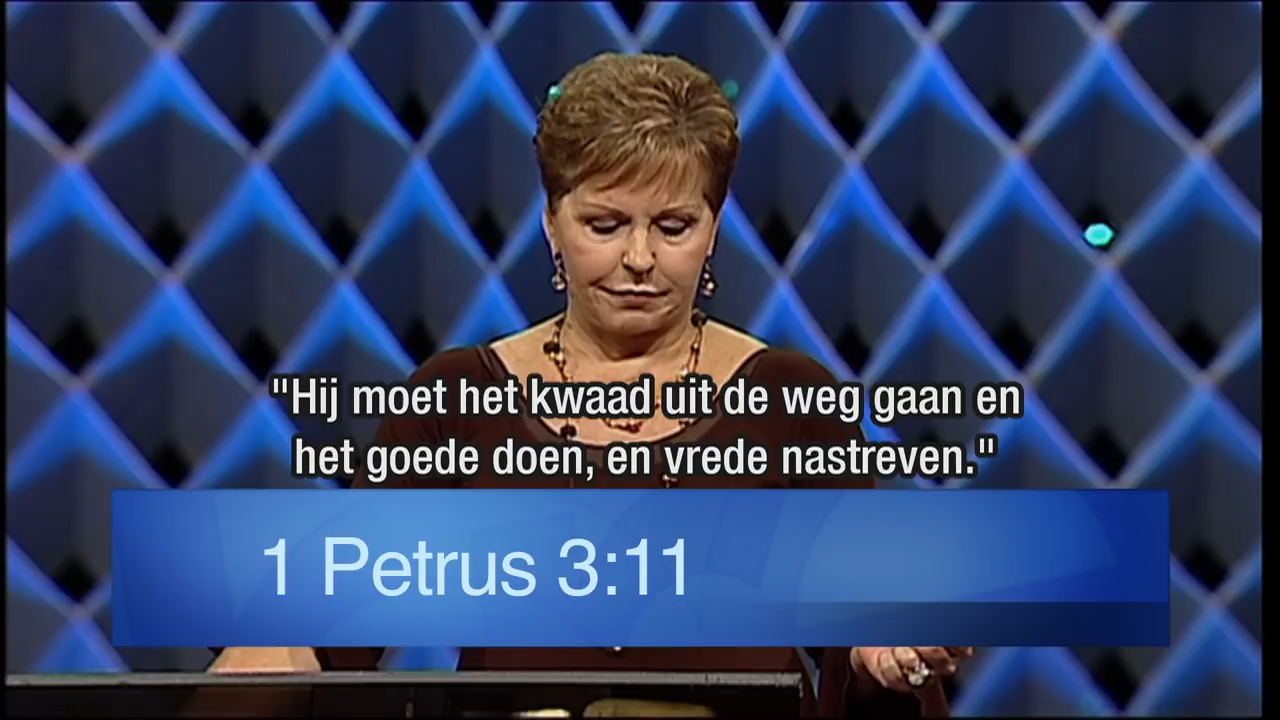 "Hij moet het kwaad uit de weg gaan en
het goede doen, en vrede nastreven."
1 Petrus 3:11